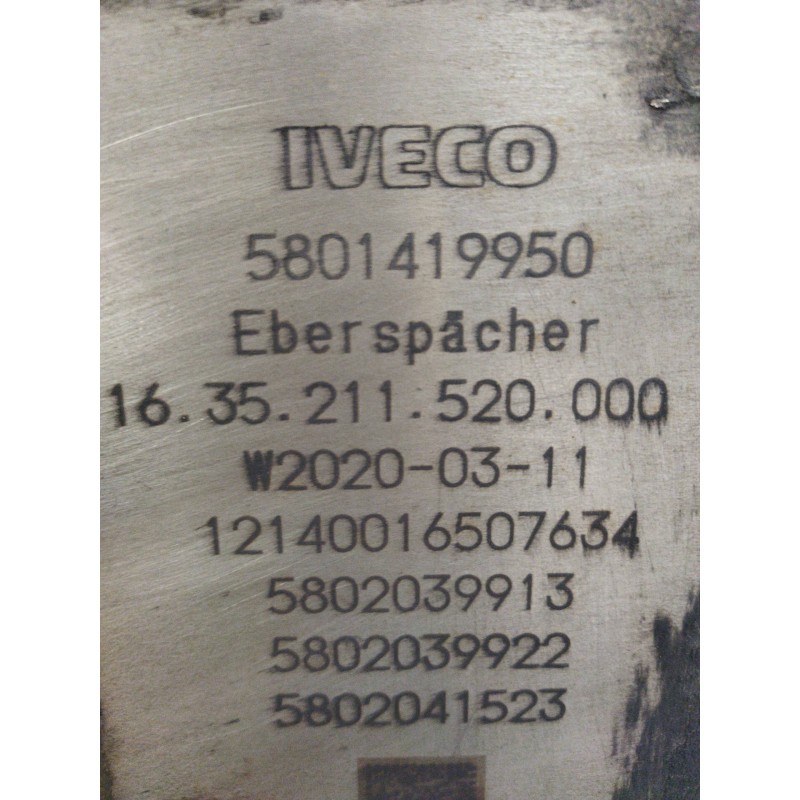 IVECO
5801419950
Eberspächer
16.35.211.520.000
W2020-03-11
12140016507634
5802039913
5802039922
5802041523